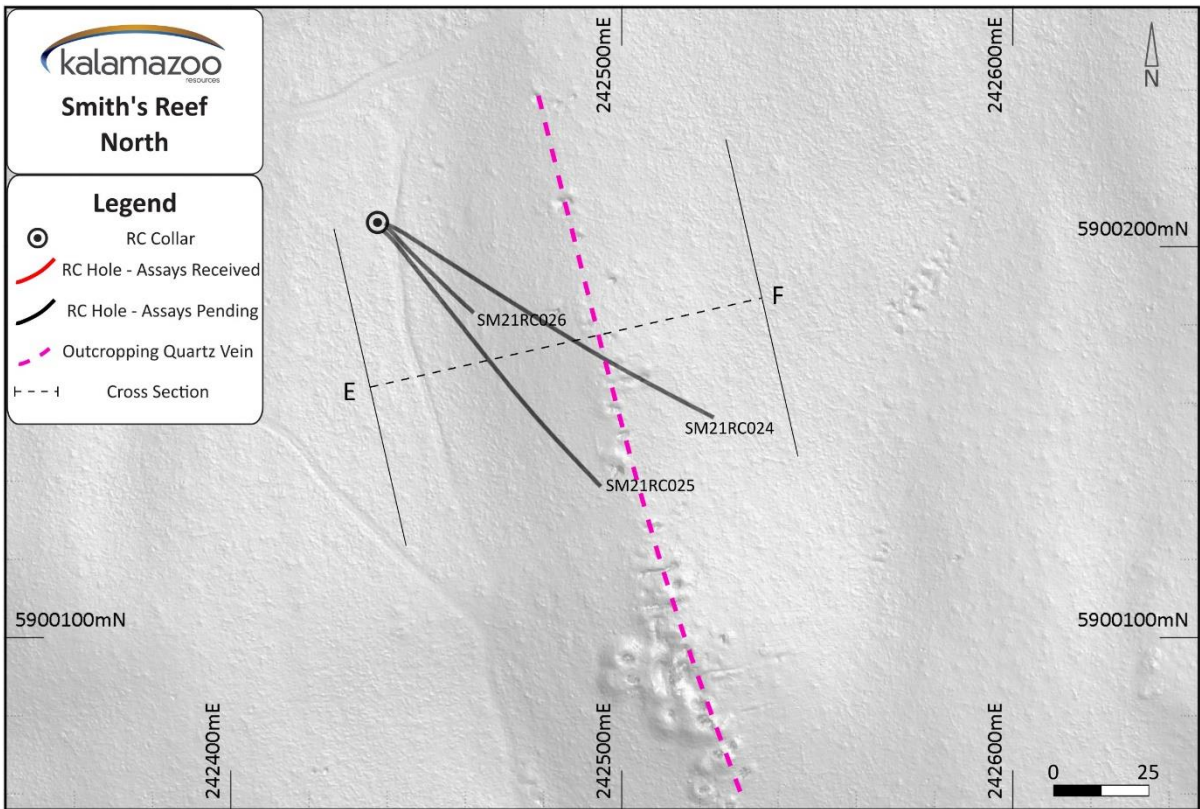 kalamazoo
resources
Smith's Reef
North
Legend
RC Collar
RC Hole - Assays Received
RC Hole - Assays Pending
Outcropping Quartz Vein
Cross Section
242500mE
242600mE
N
5900200mN
F
SM21RC026
E
SM21RC024
SM21RC025
5900100mN
5900100mN
242400mE
242500mE
242600mE
0 25